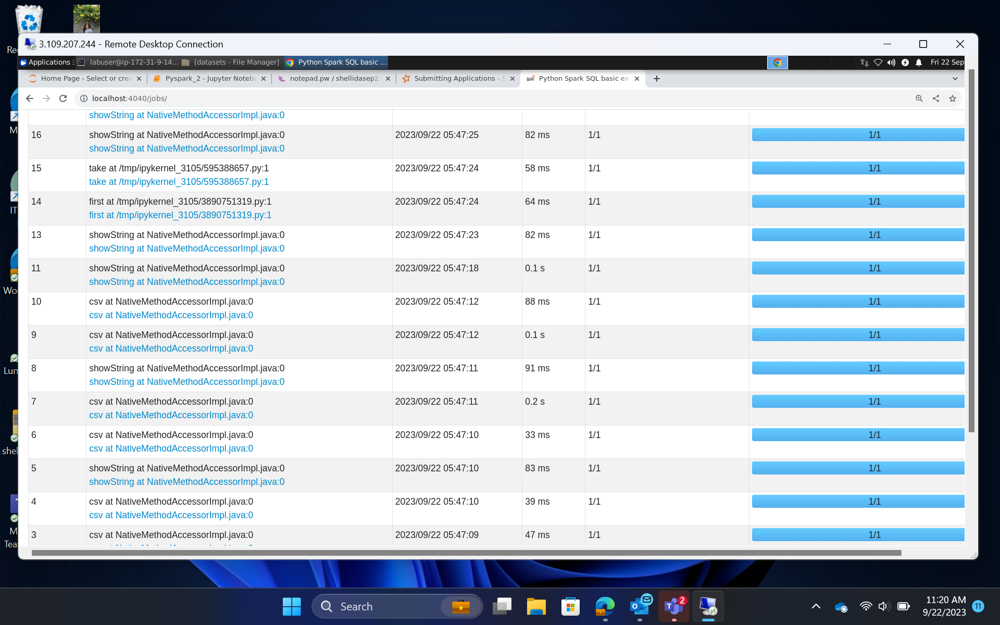 Rec
3.109.207.244 - Remote Desktop Connection
Applications
labuser@ip-172-31-9-14...
[datasets - File Manager]
Python Spark SQL basic ...
Fri 22 Sep
Home Page - Select or crea
Pyspark_2 - Jupyter Notebo
notepad.pw / shellidasep23
Submitting Applications - S
Python Spark SQL basic ex
localhost:4040/jobs/
showString at NativeMethodAccessorImpl.java:0
16 showString at NativeMethodAccessorImpl.java:0 2023/09/22 05:47:25 82 ms 1/1 1/1
showString at NativeMethodAccessorImpl.java:0
15 take at /tmp/ipykernel_3105/595388657.py:1 2023/09/22 05:47:24 58 ms 1/1 1/1
take at /tmp/ipykernel_3105/595388657.py:1
14 first at /tmp/ipykernel_3105/3890751319.py:1 2023/09/22 05:47:24 64 ms 1/1 1/1
first at /tmp/ipykernel_3105/3890751319.py:1
13 showString at NativeMethodAccessorImpl.java:0 2023/09/22 05:47:23 82 ms 1/1 1/1
showString at NativeMethodAccessorImpl.java:0
11 showString at NativeMethodAccessorImpl.java:0 2023/09/22 05:47:18 0.1 s 1/1 1/1
showString at NativeMethodAccessorImpl.java:0
10 csv at NativeMethodAccessorImpl.java:0 2023/09/22 05:47:12 88 ms 1/1 1/1
csv at NativeMethodAccessorImpl.java:0
9 csv at NativeMethodAccessorImpl.java:0 2023/09/22 05:47:12 0.1 s 1/1 1/1
csv at NativeMethodAccessorImpl.java:0
8 showString at NativeMethodAccessorImpl.java:0 2023/09/22 05:47:11 91 ms 1/1 1/1
showString at NativeMethodAccessorImpl.java:0
7 csv at NativeMethodAccessorImpl.java:0 2023/09/22 05:47:11 0.2 s 1/1 1/1
csv at NativeMethodAccessorImpl.java:0
6 csv at NativeMethodAccessorImpl.java:0 2023/09/22 05:47:10 33 ms 1/1 1/1
csv at NativeMethodAccessorImpl.java:0
5 showString at NativeMethodAccessorImpl.java:0 2023/09/22 05:47:10 83 ms 1/1 1/1
showString at NativeMethodAccessorImpl.java:0
4 csv at NativeMethodAccessorImpl.java:0 2023/09/22 05:47:10 39 ms 1/1 1/1
csv at NativeMethodAccessorImpl.java:0
3 csv at NativeMethodAccessorImpl.java:0 2023/09/22 05:47:09 47 ms 1/1 1/1
M
IT
Wor
Lum
shel
M
Tea
Search
2
11:20 AM
9/22/2023
11